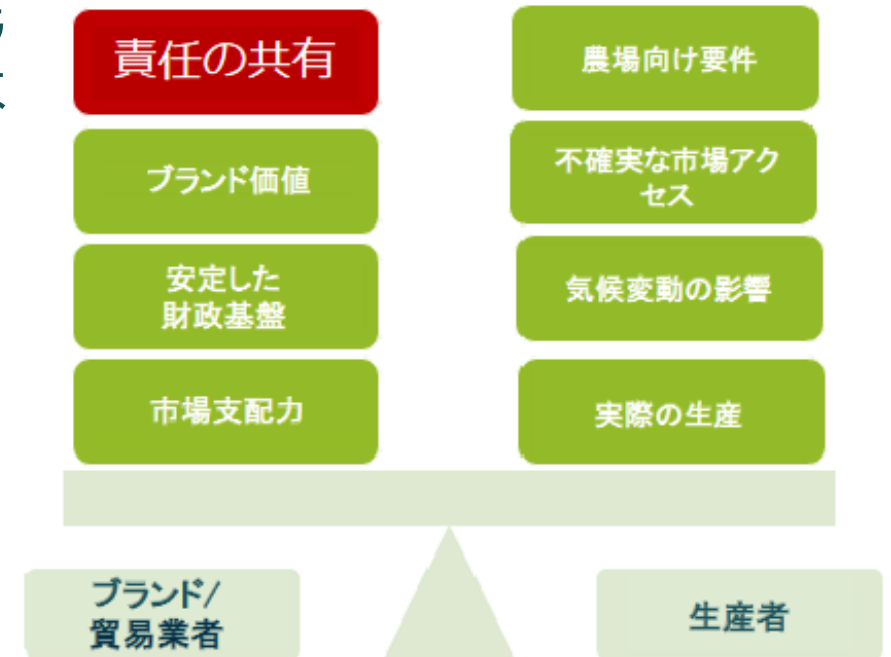 責任の共有
ブランド価値
安定した
財政基盤
市場支配力
農場向け要件
不確実な市場アク
セス
気候変動の影響
実際の生産
ブランド/
貿易業者
生産者